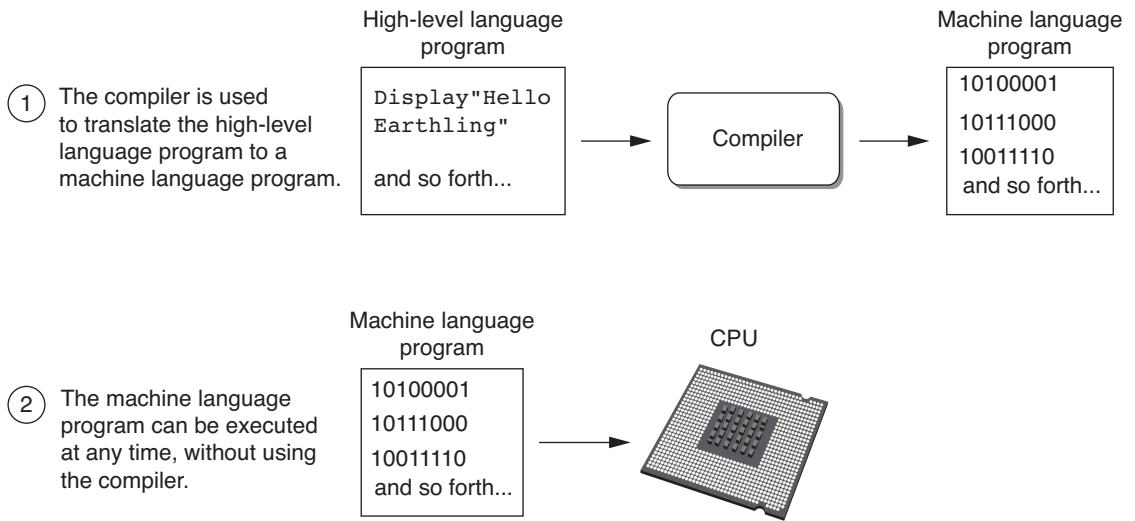 High-level language
program
Machine language
program
1
The compiler is used
to translate the high-level
language program to a
machine language program.
Display"Hello
Earthling"
and so forth...
Compiler
10100001
10111000
10011110
and so forth...
Machine language
program
CPU
2
The machine language
program can be executed
at any time, without using
the compiler.
10100001
10111000
10011110
and so forth...